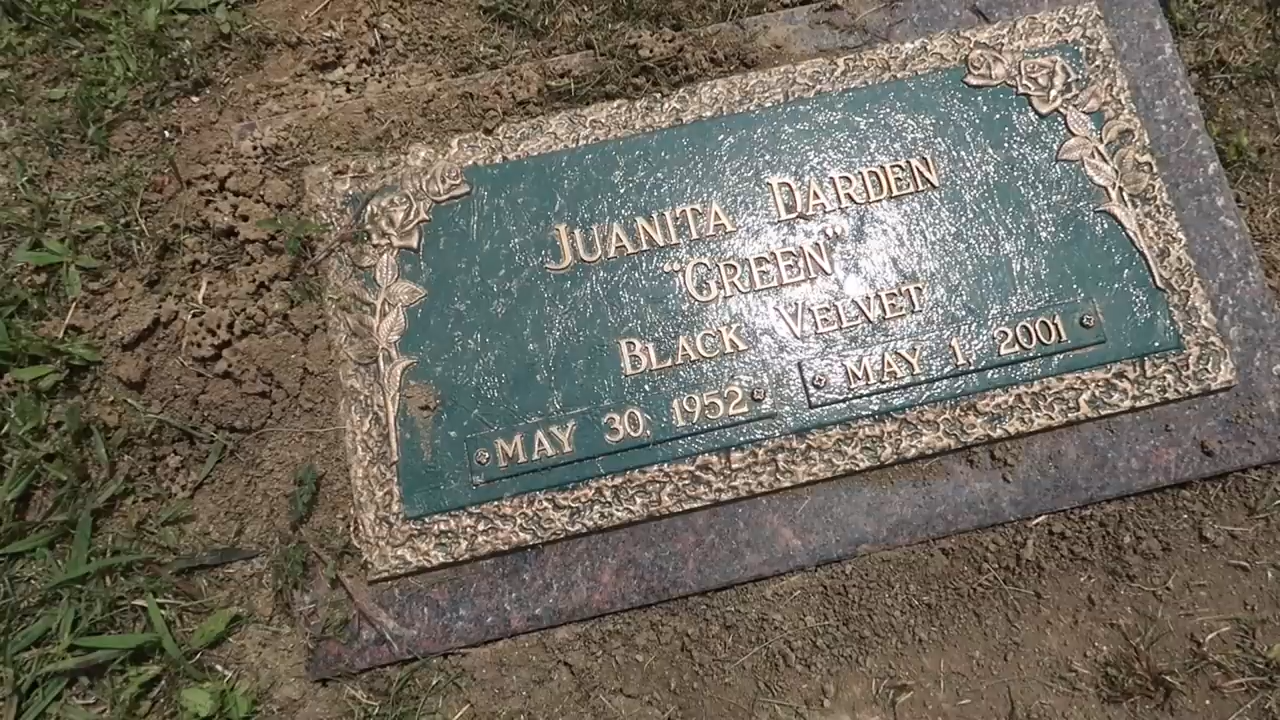 JUANITA DARDEN
"GREEN"
BLACK VELVET
MAY 30, 1952 MAY 1, 2001